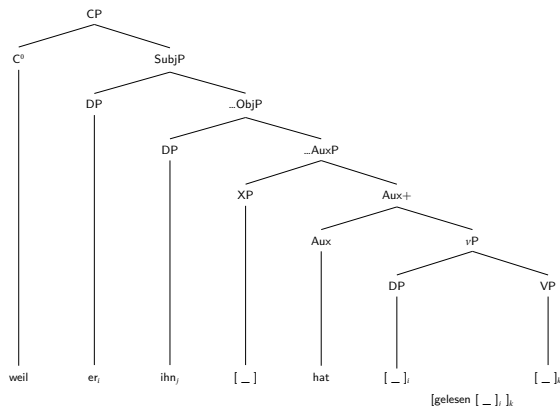 CP
C⁰ SubjP
DP ...ObjP
DP ...AuxP
XP Aux+
Aux vP
DP VP
weil erᵢ ihnⱼ [ _ ] hat [ _ ]ᵢ [ _ ]ₖ
[gelesen [ _ ]ⱼ ]ₖ